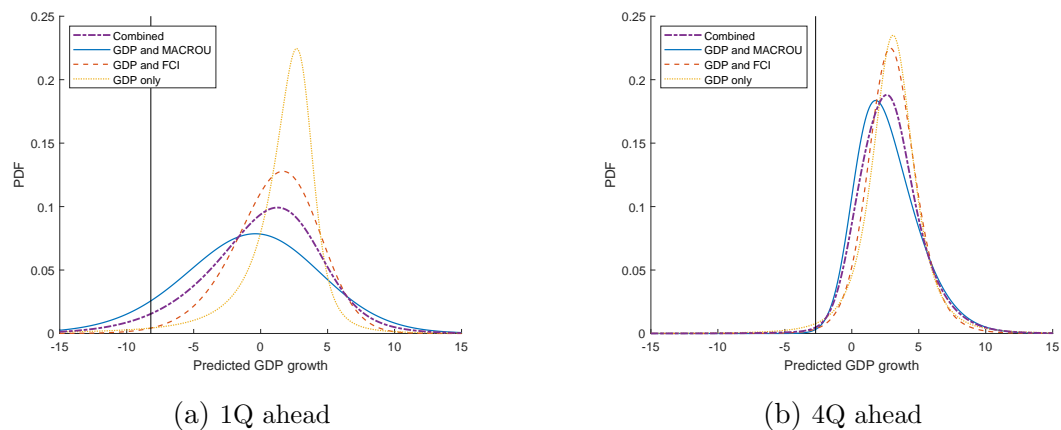 0.25
0.2
0.15
0.1
0.05
0
PDF
Combined
GDP and MACROU
GDP and FCI
GDP only
-15 -10 -5 0 5 10 15
Predicted GDP growth
(a) 1Q ahead
0.25
0.2
0.15
0.1
0.05
0
PDF
Combined
GDP and MACROU
GDP and FCI
GDP only
-15 -10 -5 0 5 10 15
Predicted GDP growth
(b) 4Q ahead